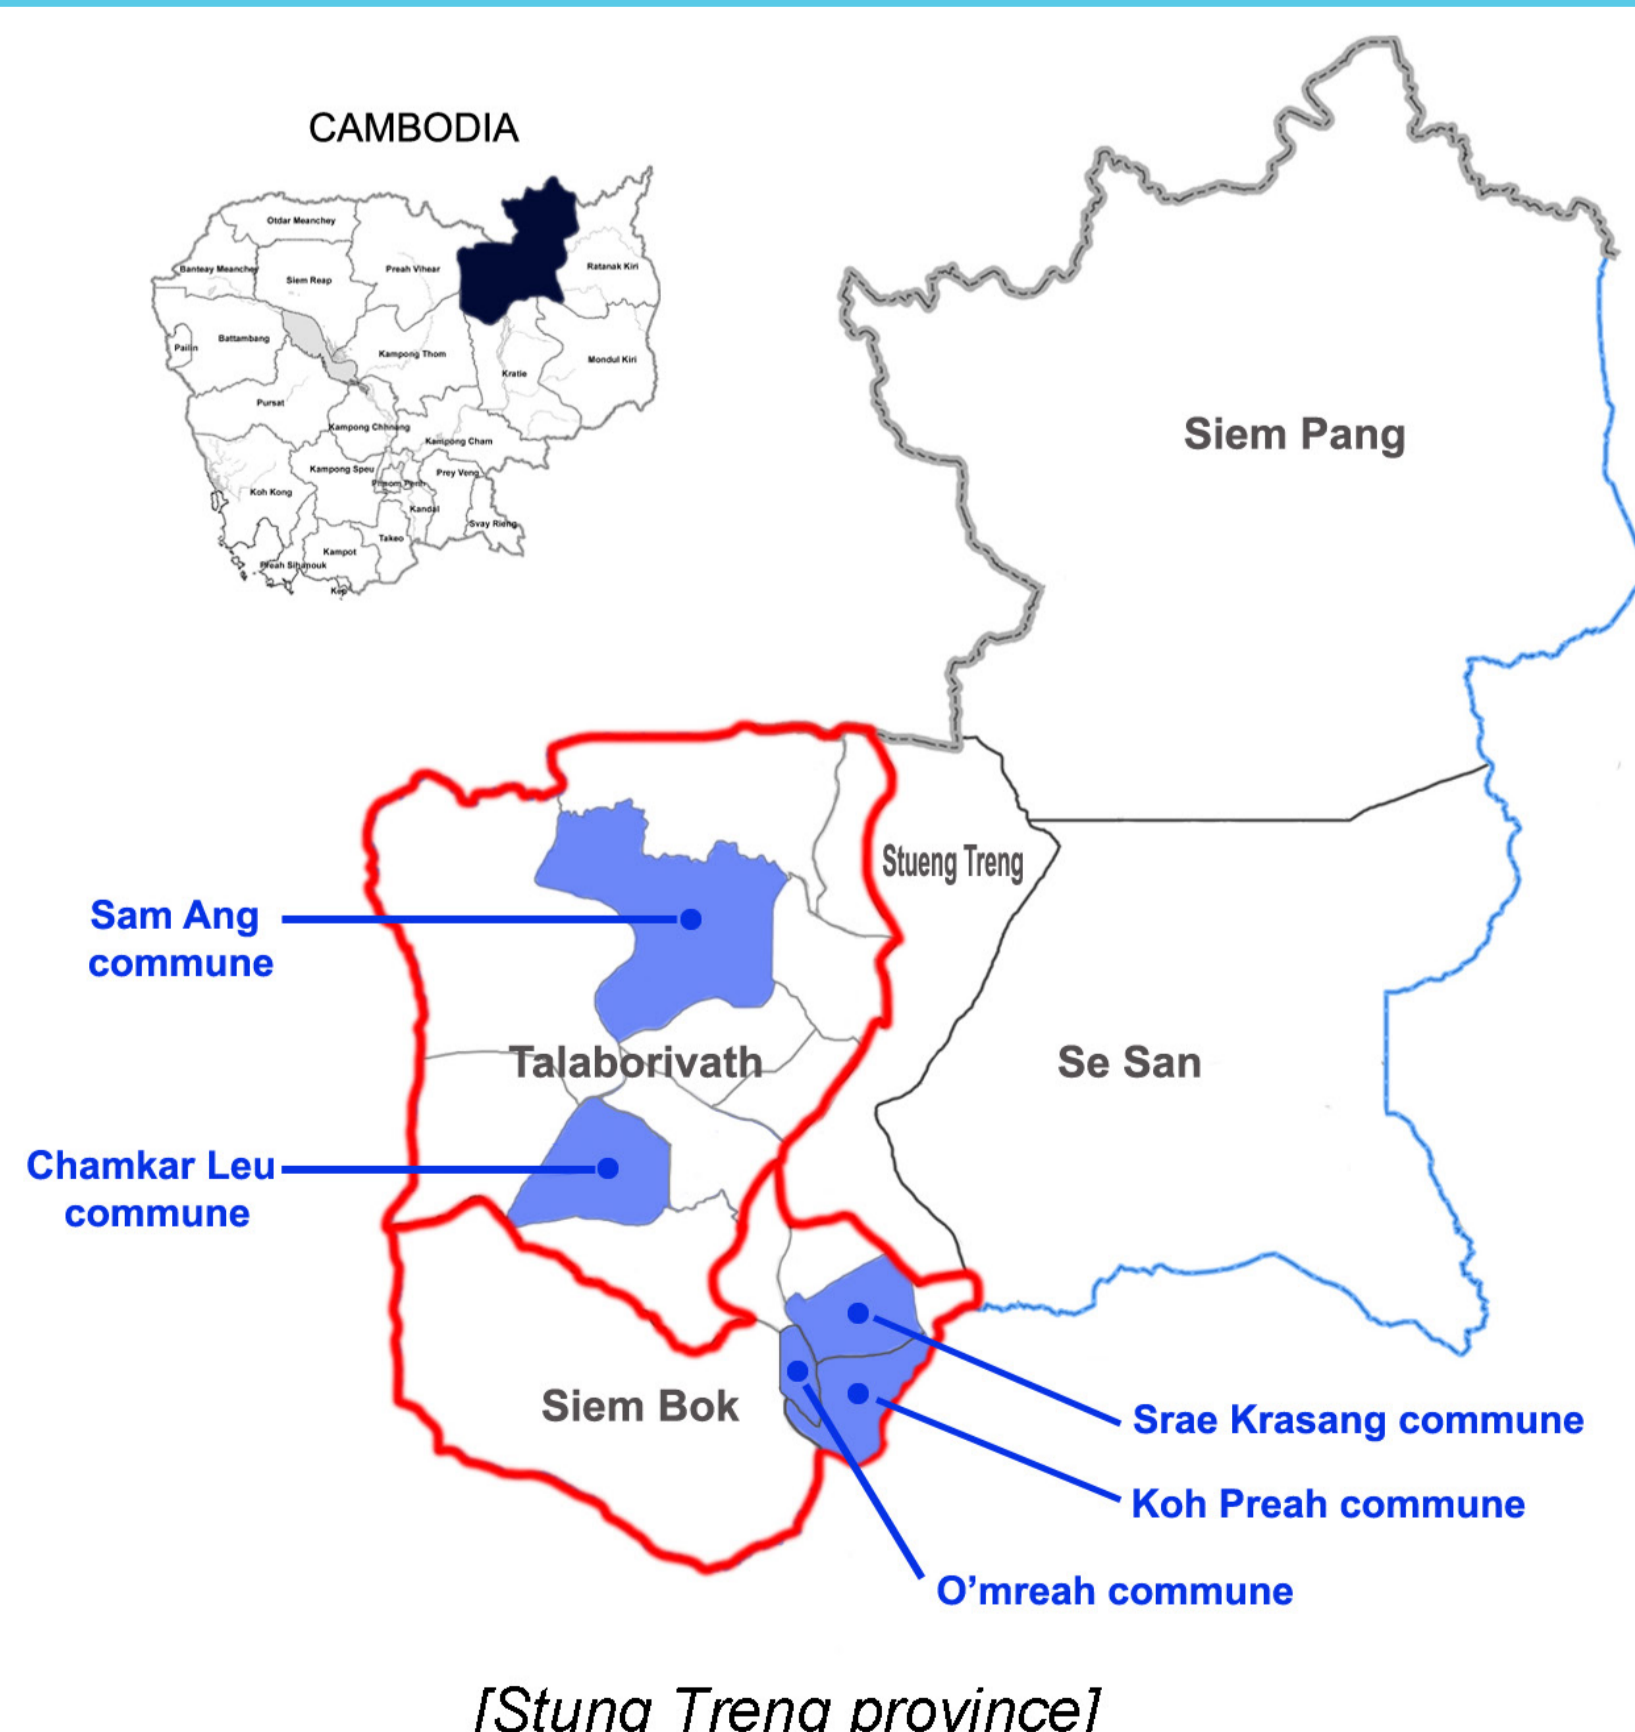 CAMBODIA
Otdar Meanchey
Banteay Meanchey
Siem Reap
Preah Vihear
Ratanak Kiri
Battambang
Pailin
Kampong Thom
Mondul Kiri
Kratie
Pursat
Kampong Chhnang
Kampong Cham
Kampong Speu
Prey Veng
Koh Kong
Kandal
Svay Rieng
Takeo
Kampot
Preah Sihanouk
Kep
Siem Pang
Stueng Treng
Sam Ang
commune
Talaborivath
Se San
Chamkar Leu
commune
Siem Bok
Srae Krasang commune
Koh Preah commune
O’mreah commune
[Stung Treng province]